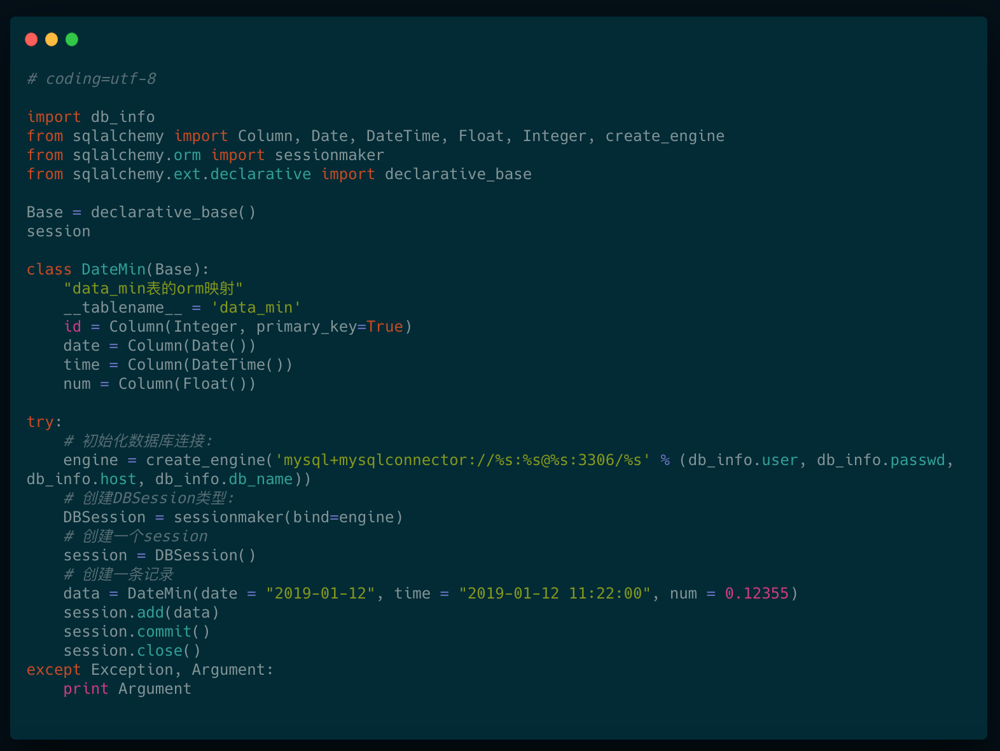 # coding=utf-8
import db_info
from sqlalchemy import Column, Date, DateTime, Float, Integer, create_engine
from sqlalchemy.orm import sessionmaker
from sqlalchemy.ext.declarative import declarative_base
Base = declarative_base()
session
class DateMin(Base):
    "data_min表的orm映射"
    __tablename__ = 'data_min'
    id = Column(Integer, primary_key=True)
    date = Column(Date())
    time = Column(DateTime())
    num = Column(Float())
try:
    # 初始化数据库连接:
    engine = create_engine('mysql+mysqlconnector://%s:%s@%s:3306/%s' % (db_info.user, db_info.passwd,
db_info.host, db_info.db_name))
    # 创建DBSession类型:
    DBSession = sessionmaker(bind=engine)
    # 创建一个session
    session = DBSession()
    # 创建一条记录
    data = DateMin(date = "2019-01-12", time = "2019-01-12 11:22:00", num = 0.12355)
    session.add(data)
    session.commit()
    session.close()
except Exception, Argument:
    print Argument